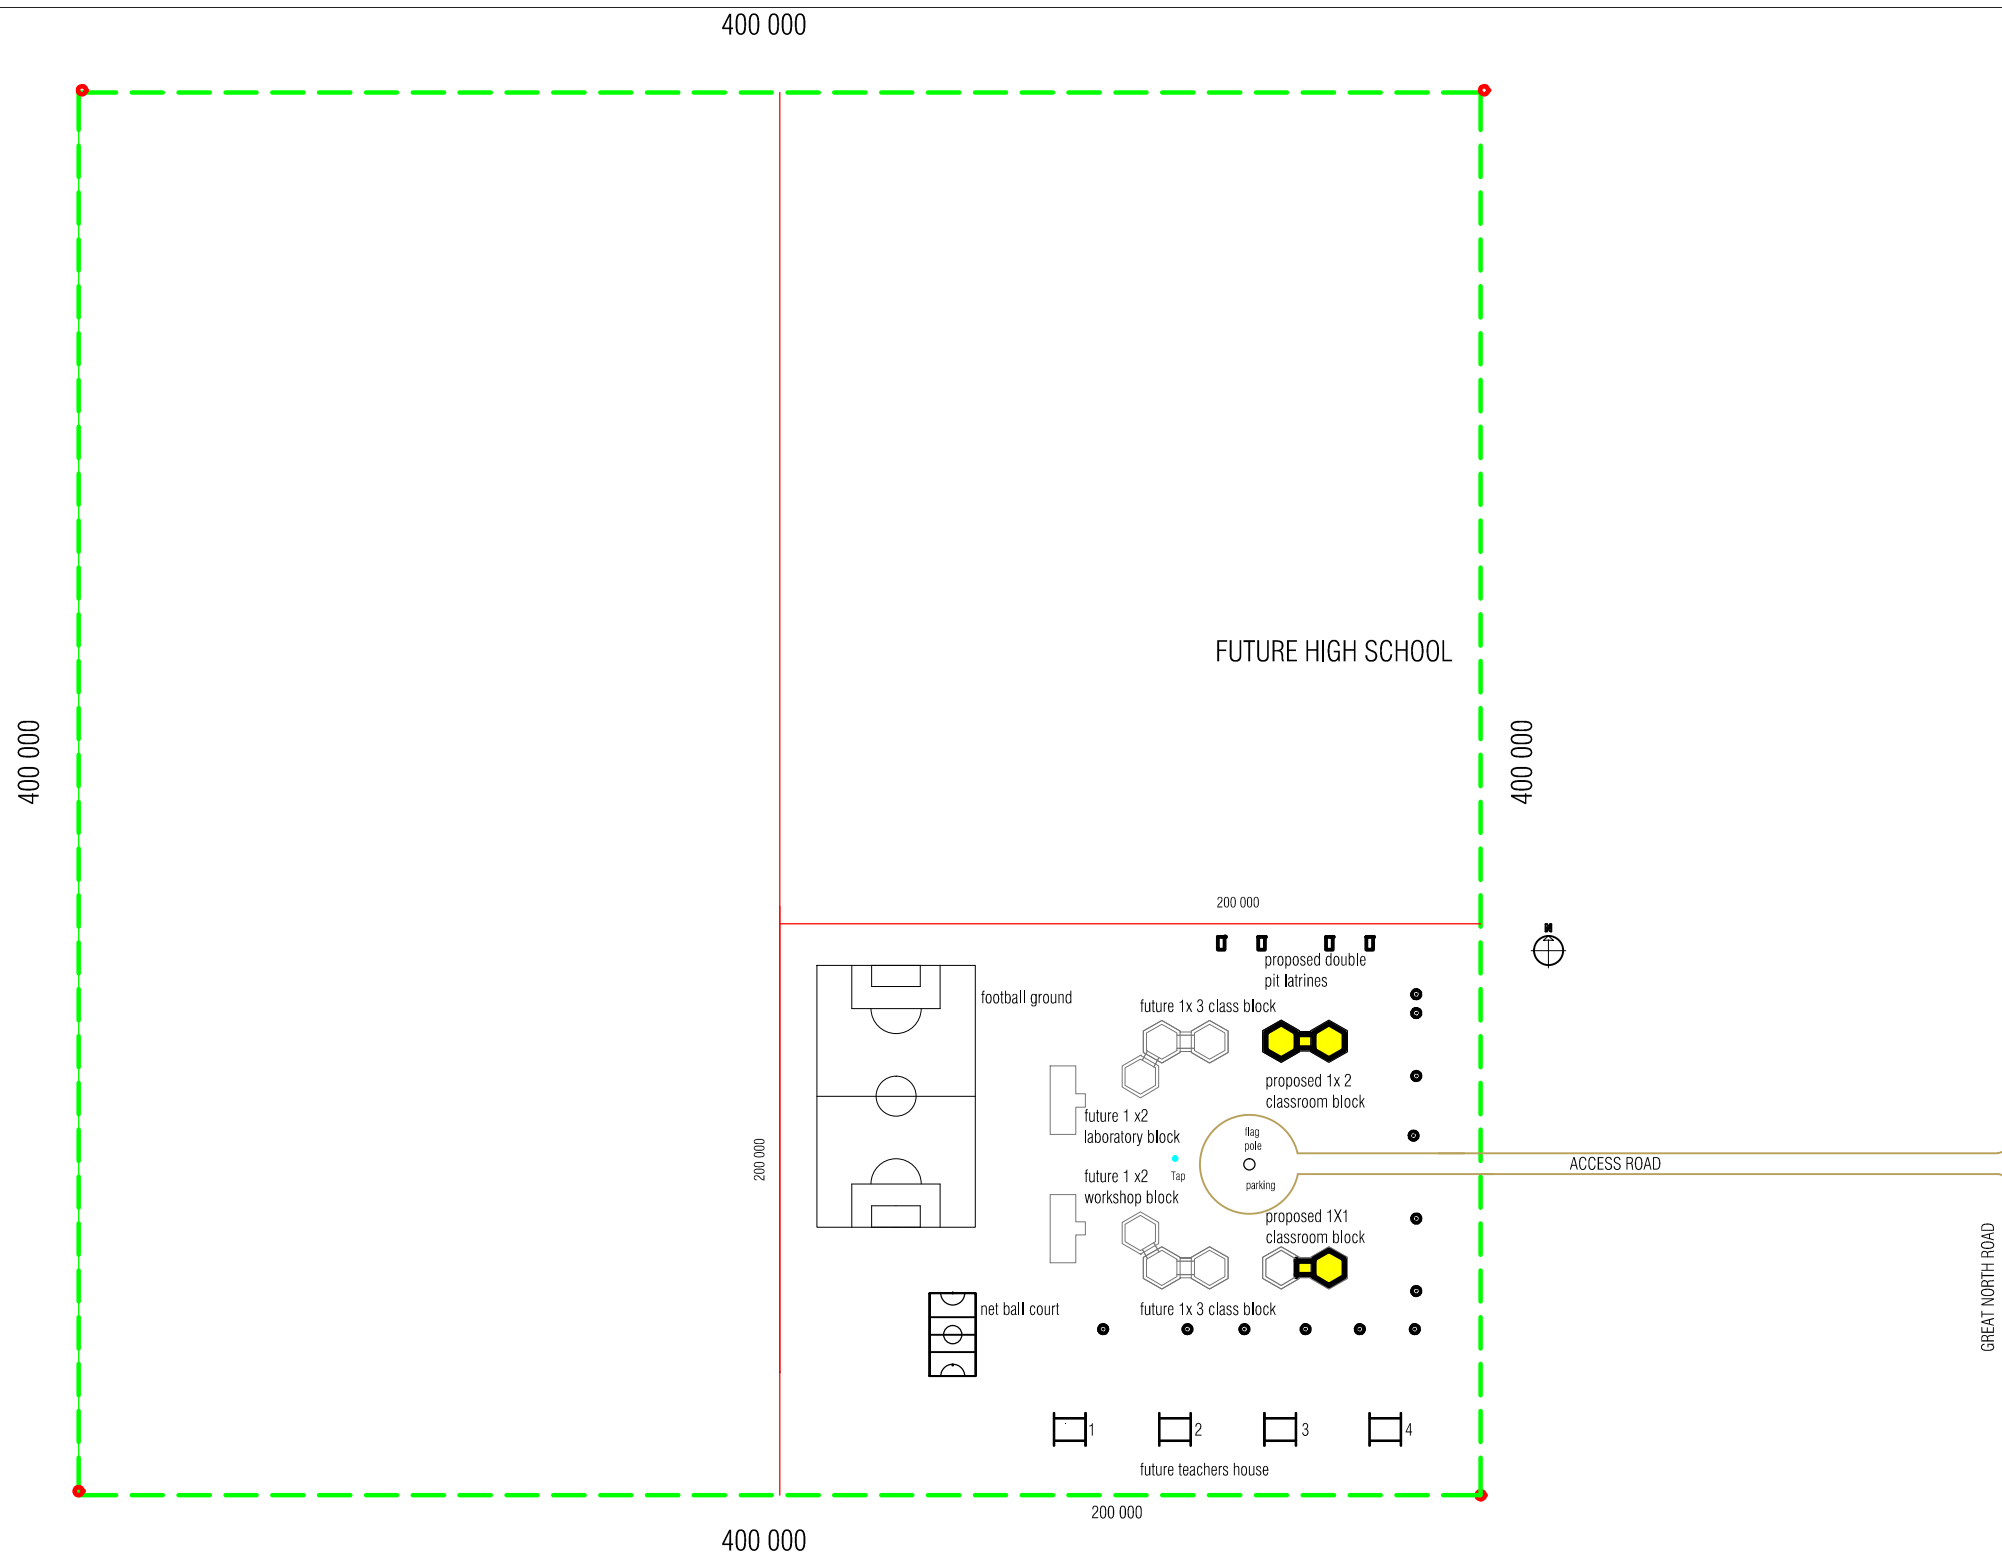 400 000
FUTURE HIGH SCHOOL
400 000
400 000
200 000
N
proposed double
pit latrines
football ground
future 1x 3 class block
proposed 1x 2
classroom block
future 1 x2
laboratory block
flag
pole
200 000
ACCESS ROAD
future 1 x2
workshop block
Tap
parking
proposed 1X1
classroom block
GREAT NORTH ROAD
net ball court
future 1x 3 class block
1
2
3
4
future teachers house
200 000
400 000